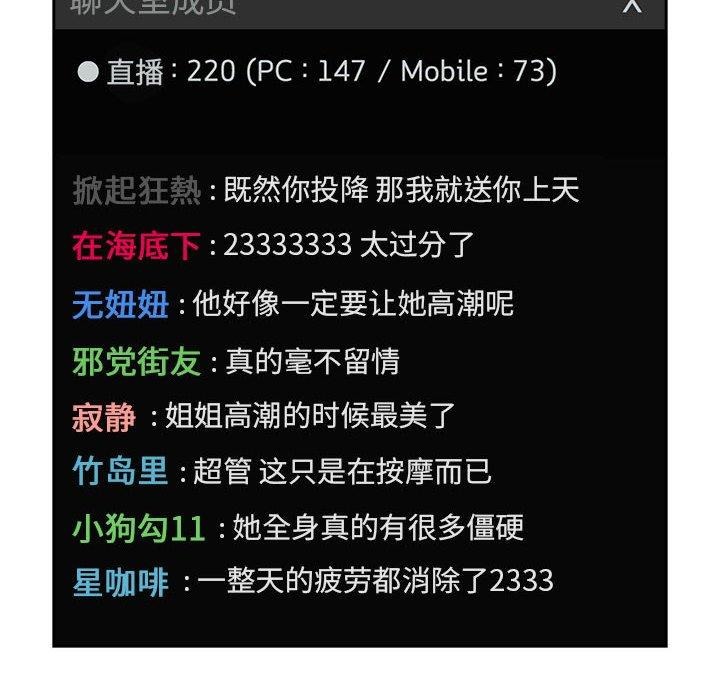 聊天室成员 X
直播 : 220 (PC : 147 / Mobile : 73)
掀起狂熱 : 既然你投降 那我就送你上天
在海底下 : 23333333 太过分了
无妞妞 : 他好像一定要让她高潮呢
邪党街友 : 真的毫不留情
寂静 : 姐姐高潮的时候最美了
竹岛里 : 超管 这只是在按摩而已
小狗勾11 : 她全身真的有很多僵硬
星咖啡 : 一整天的疲劳都消除了2333